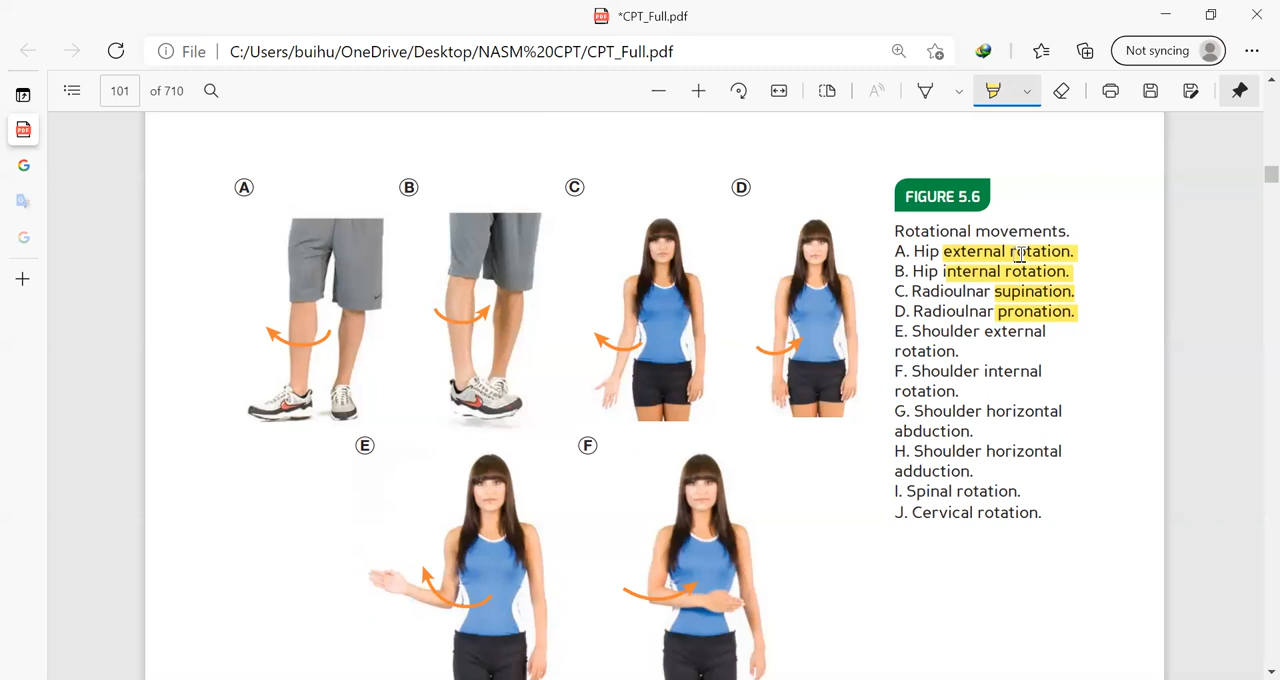 *CPT_Full.pdf
File
C:/Users/buihu/OneDrive/Desktop/NASM%20CPT/CPT_Full.pdf
Not syncing
101 of 710
A B C D
FIGURE 5.6
Rotational movements.
A. Hip external rotation.
B. Hip internal rotation.
C. Radioulnar supination.
D. Radioulnar pronation.
E. Shoulder external
rotation.
F. Shoulder internal
rotation.
G. Shoulder horizontal
abduction.
H. Shoulder horizontal
adduction.
I. Spinal rotation.
J. Cervical rotation.
E F